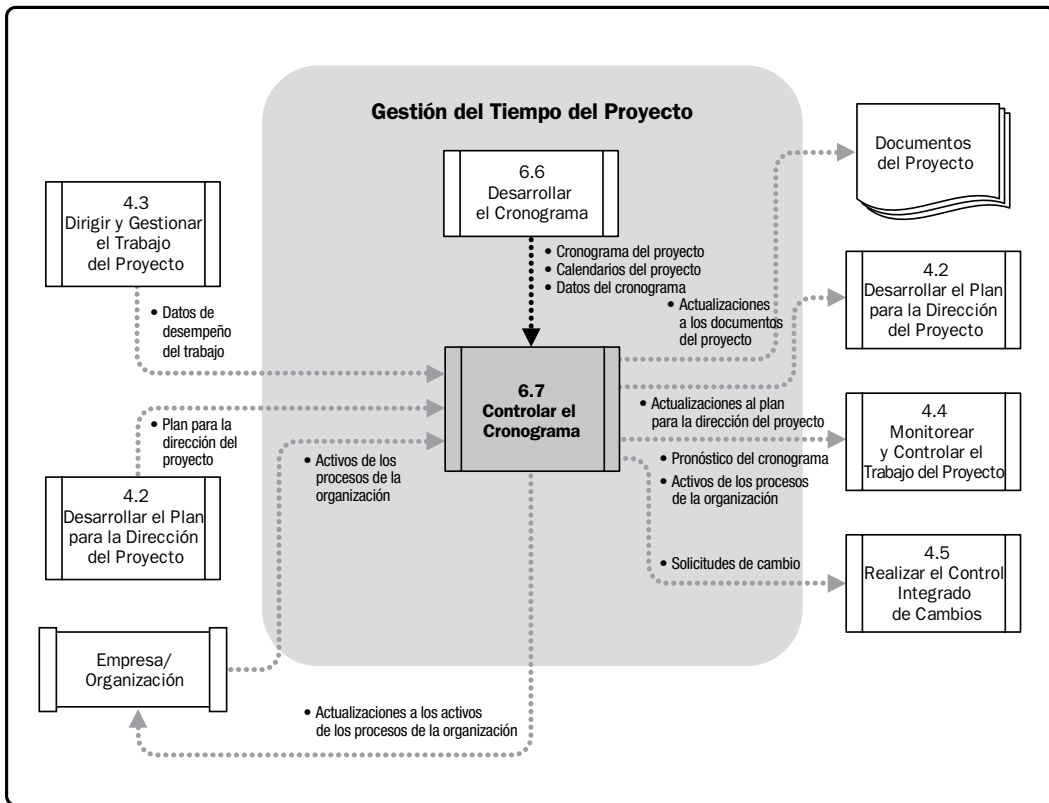 Gestión del Tiempo del Proyecto
6.6
Desarrollar
el Cronograma
Documentos
del Proyecto
4.3
Dirigir y Gestionar
el Trabajo
del Proyecto
• Cronograma del proyecto
• Calendarios del proyecto
• Datos del cronograma
• Datos de
desempeño
del trabajo
• Actualizaciones
a los documentos
del proyecto
4.2
Desarrollar el Plan
para la Dirección
del Proyecto
6.7
Controlar el
Cronograma
• Plan para la
dirección del
proyecto
• Activos de los
procesos de la
organización
• Actualizaciones al plan
para la dirección del proyecto
• Pronóstico del cronograma
• Activos de los procesos
de la organización
4.4
Monitorear
y Controlar el
Trabajo del Proyecto
4.2
Desarrollar el Plan
para la Dirección
del Proyecto
• Solicitudes de cambio
4.5
Realizar el Control
Integrado
de Cambios
Empresa/
Organización
• Actualizaciones a los activos
de los procesos de la organización